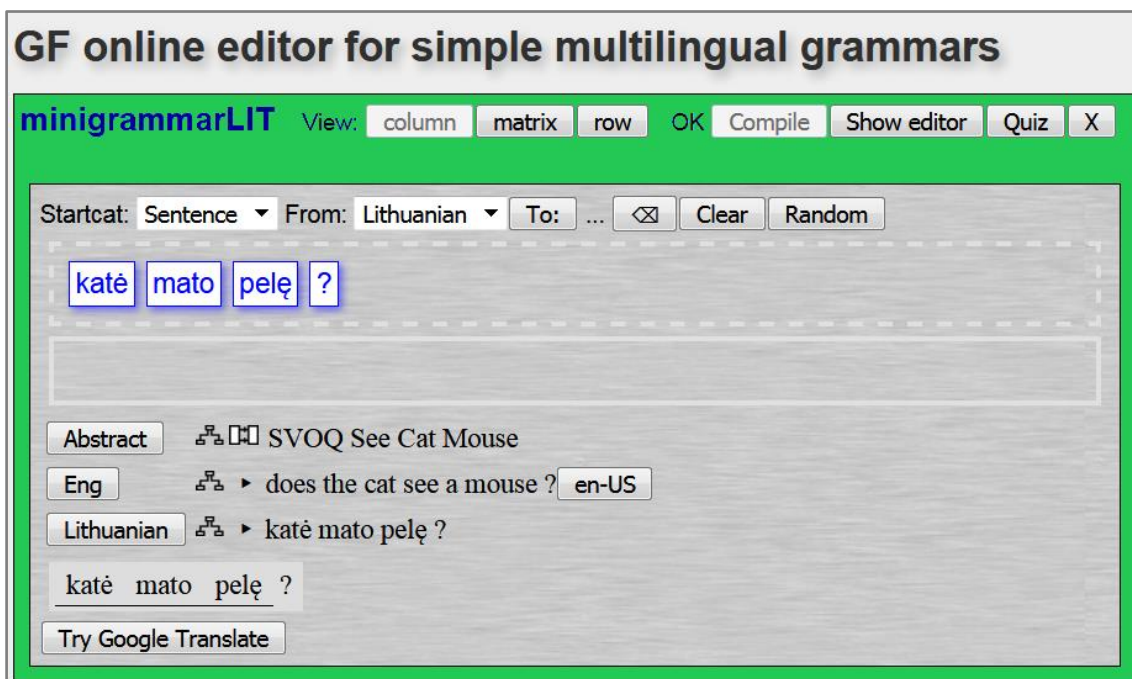 GF online editor for simple multilingual grammars
minigrammarLIT View: column matrix row OK Compile Show editor Quiz X
Startcat: Sentence From: Lithuanian To: ... ⌫ Clear Random
katė mato pelę ?
Abstract SVOQ See Cat Mouse
Eng does the cat see a mouse ? en-US
Lithuanian katė mato pelę ?
katė mato pelę ?
Try Google Translate